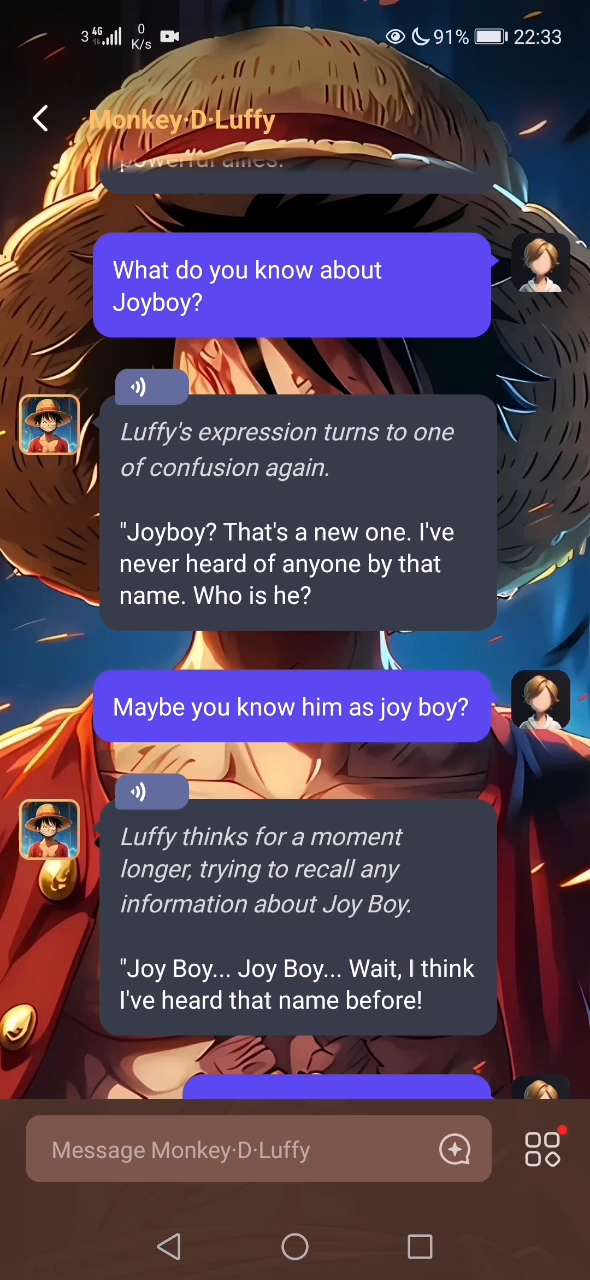 3 4G 0 K/s 91% 22:33
Monkey·D·Luffy
powerful allies.
What do you know about
Joyboy?
Luffy's expression turns to one
of confusion again.
"Joyboy? That's a new one. I've
never heard of anyone by that
name. Who is he?
Maybe you know him as joy boy?
Luffy thinks for a moment
longer, trying to recall any
information about Joy Boy.
"Joy Boy... Joy Boy... Wait, I think
I've heard that name before!
Message Monkey·D·Luffy